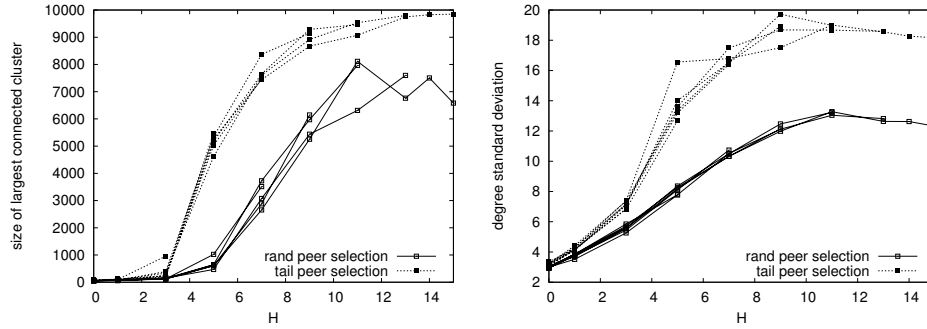 10000
9000
8000
7000
6000
5000
4000
3000
2000
1000
0
size of largest connected cluster
rand peer selection
tail peer selection
0 2 4 6 8 10 12 14
H
20
18
16
14
12
10
8
6
4
2
degree standard deviation
rand peer selection
tail peer selection
0 2 4 6 8 10 12 14
H